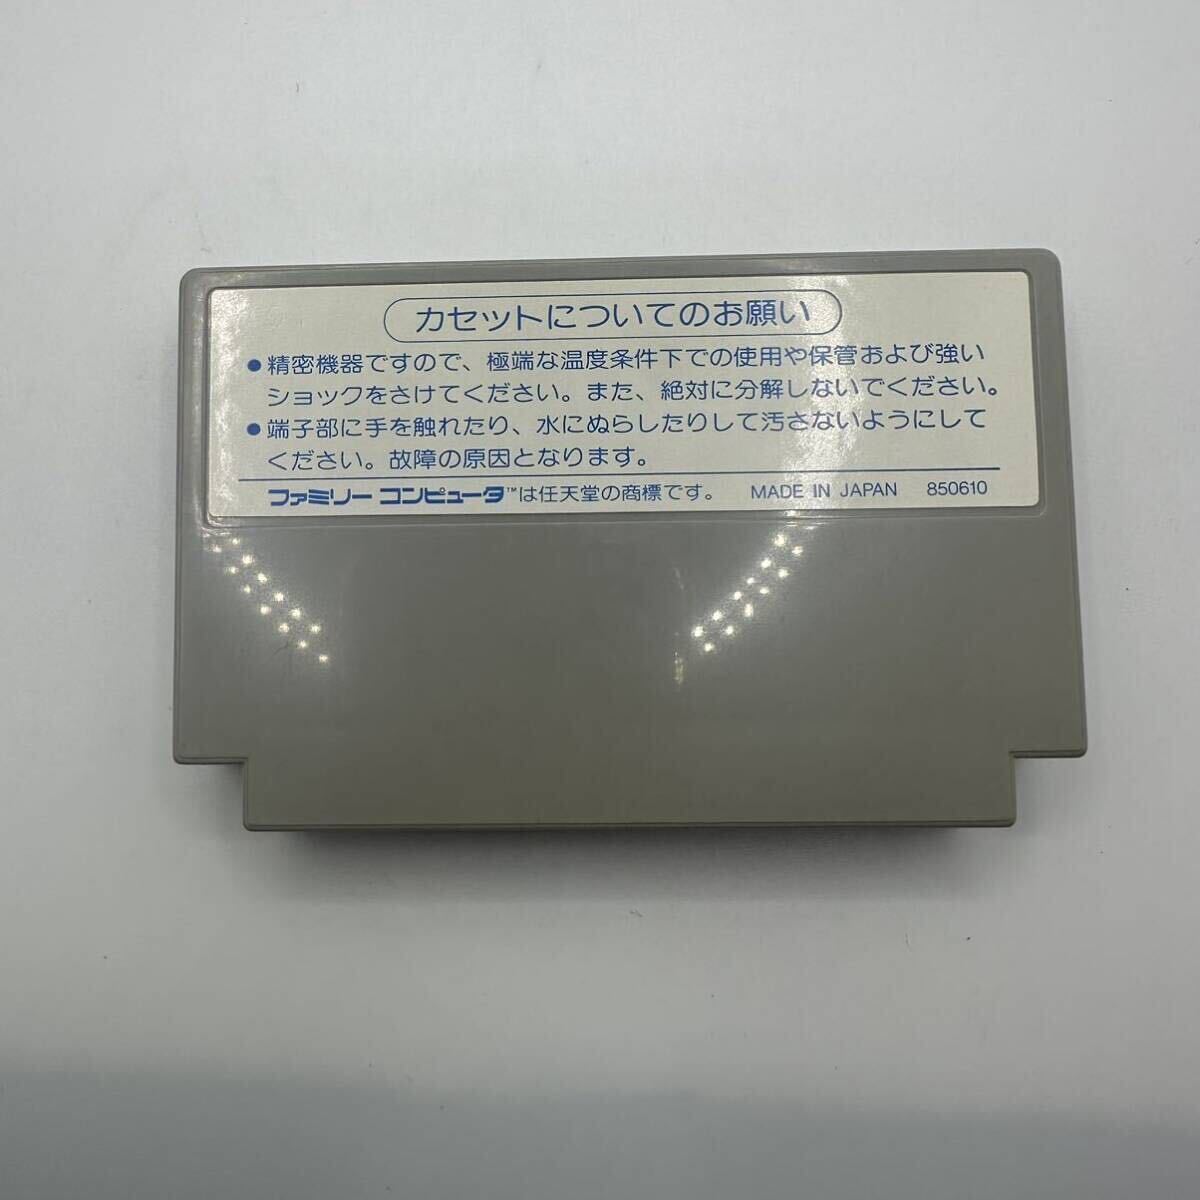 カセットについてのお願い
●精密機器ですので、極端な温度条件下での使用や保管および強い
ショックをさけてください。また、絶対に分解しないでください。
●端子部に手を触れたり、水にぬらしたりして汚さないようにして
ください。故障の原因となります。
ファミリー コンピュータ™は任天堂の商標です。 MADE IN JAPAN 850610